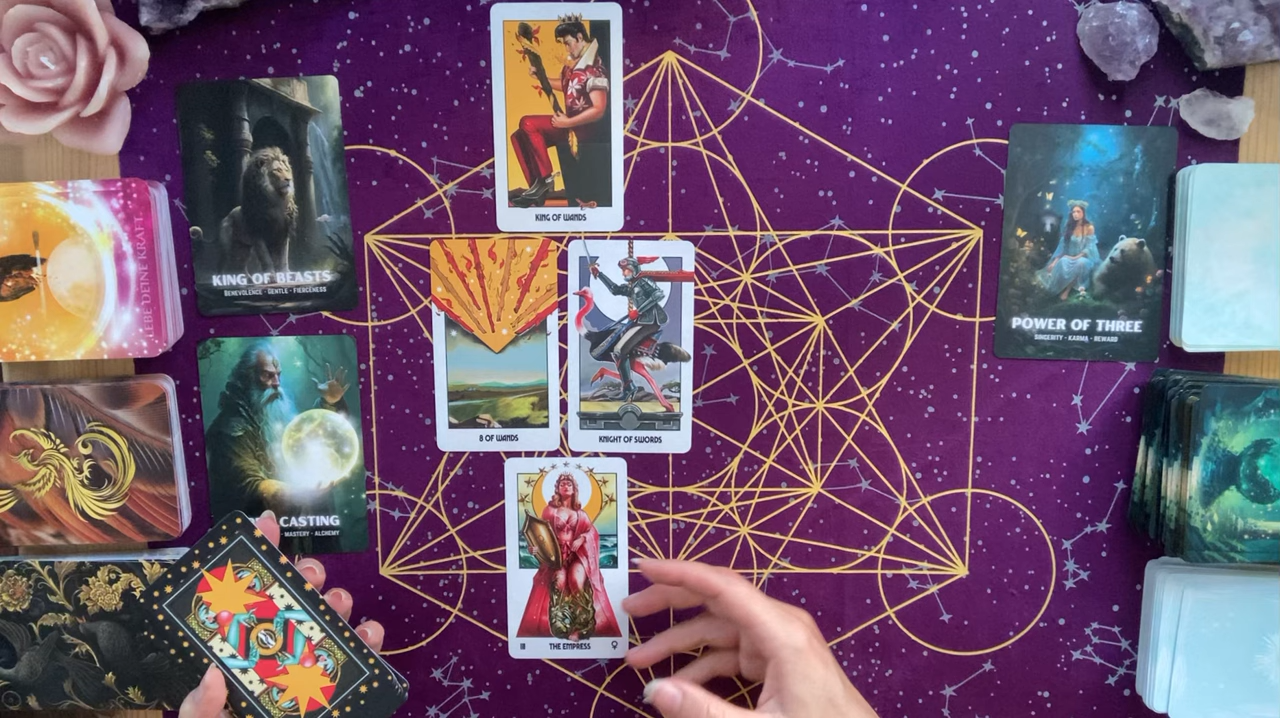 KING OF WANDS
KING OF BEASTS
BENEVOLENCE · GENTLE · FIERCENESS
POWER OF THREE
SINCERITY · KARMA · REWARD
LEBE DEINE KRAFT
8 OF WANDS
KNIGHT OF SWORDS
CASTING
MASTERY · ALCHEMY
III
THE EMPRESS